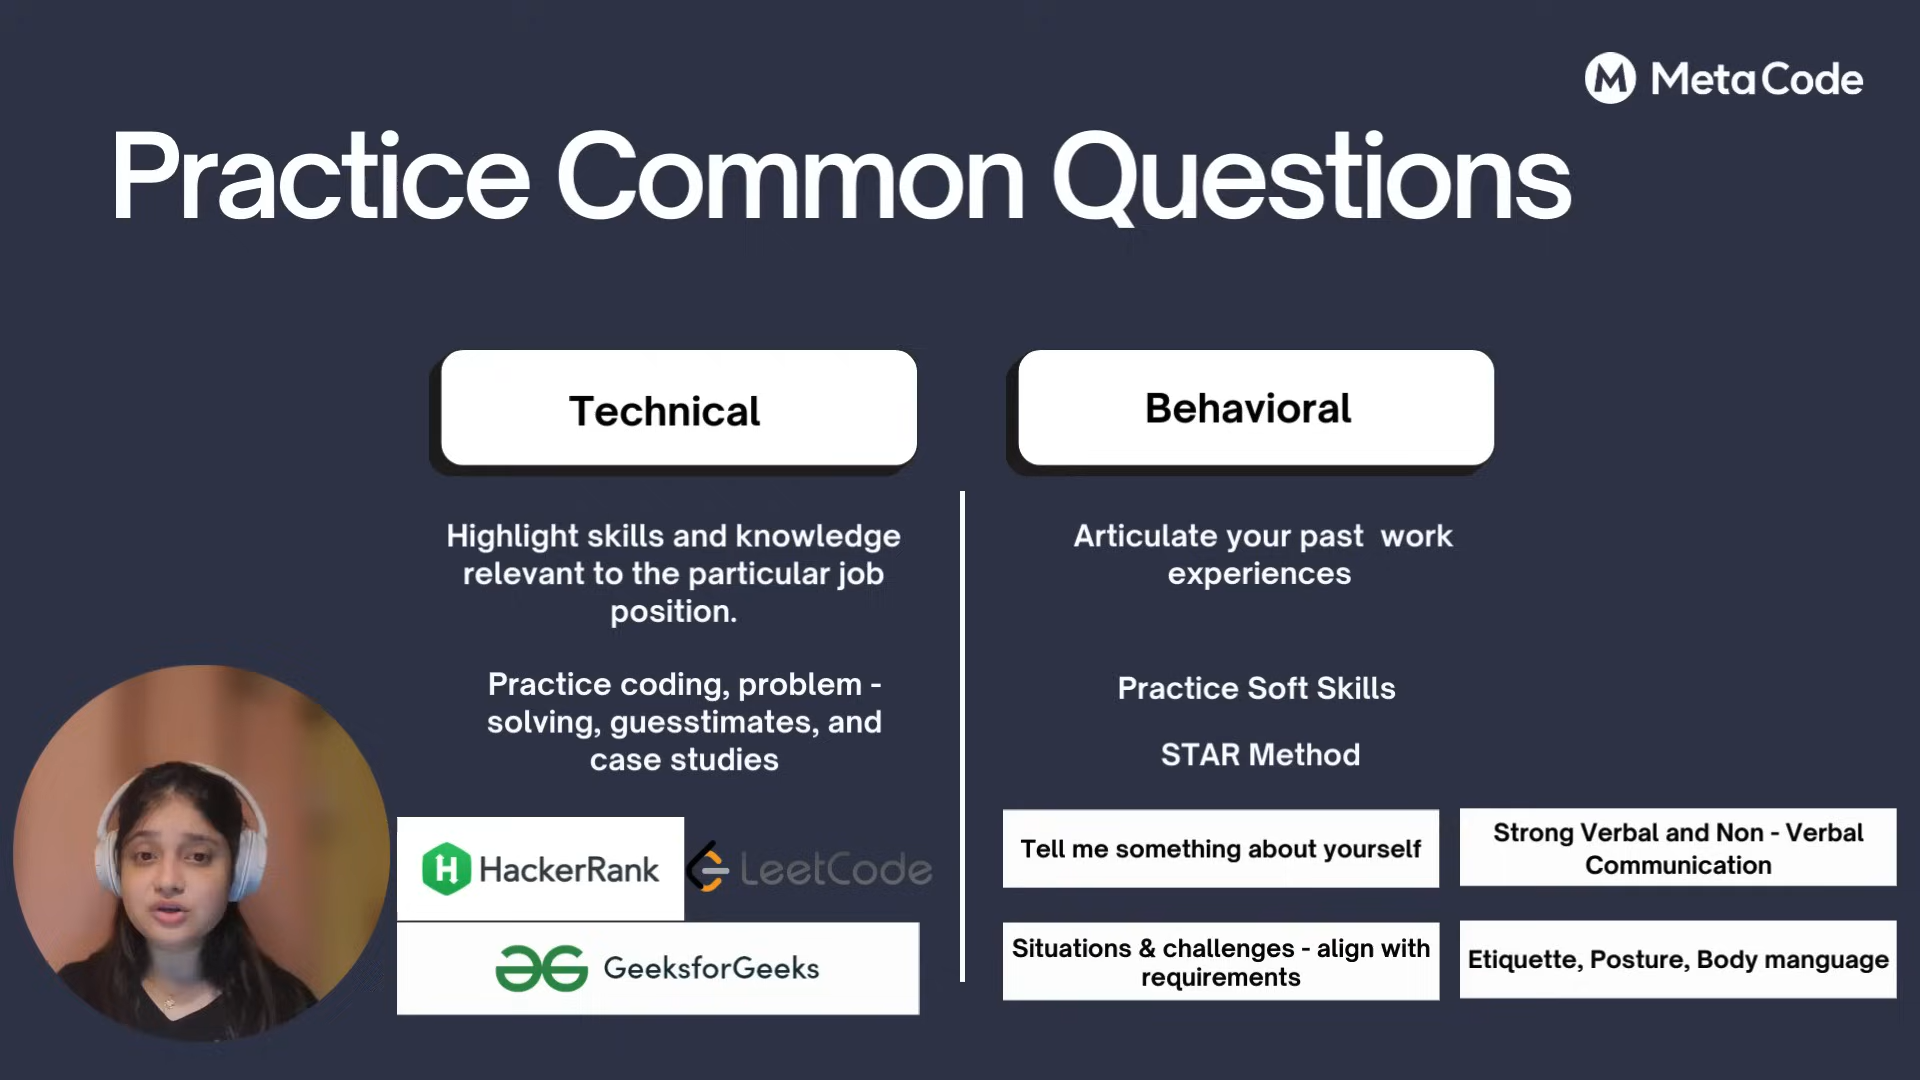 MetaCode
Practice Common Questions
Technical
Highlight skills and knowledge
relevant to the particular job
position.
Practice coding, problem -
solving, guesstimates, and
case studies
HackerRank
LeetCode
GeeksforGeeks
Behavioral
Articulate your past  work
experiences
Practice Soft Skills
STAR Method
Tell me something about yourself
Strong Verbal and Non - Verbal
Communication
Situations & challenges - align with
requirements
Etiquette, Posture, Body manguage